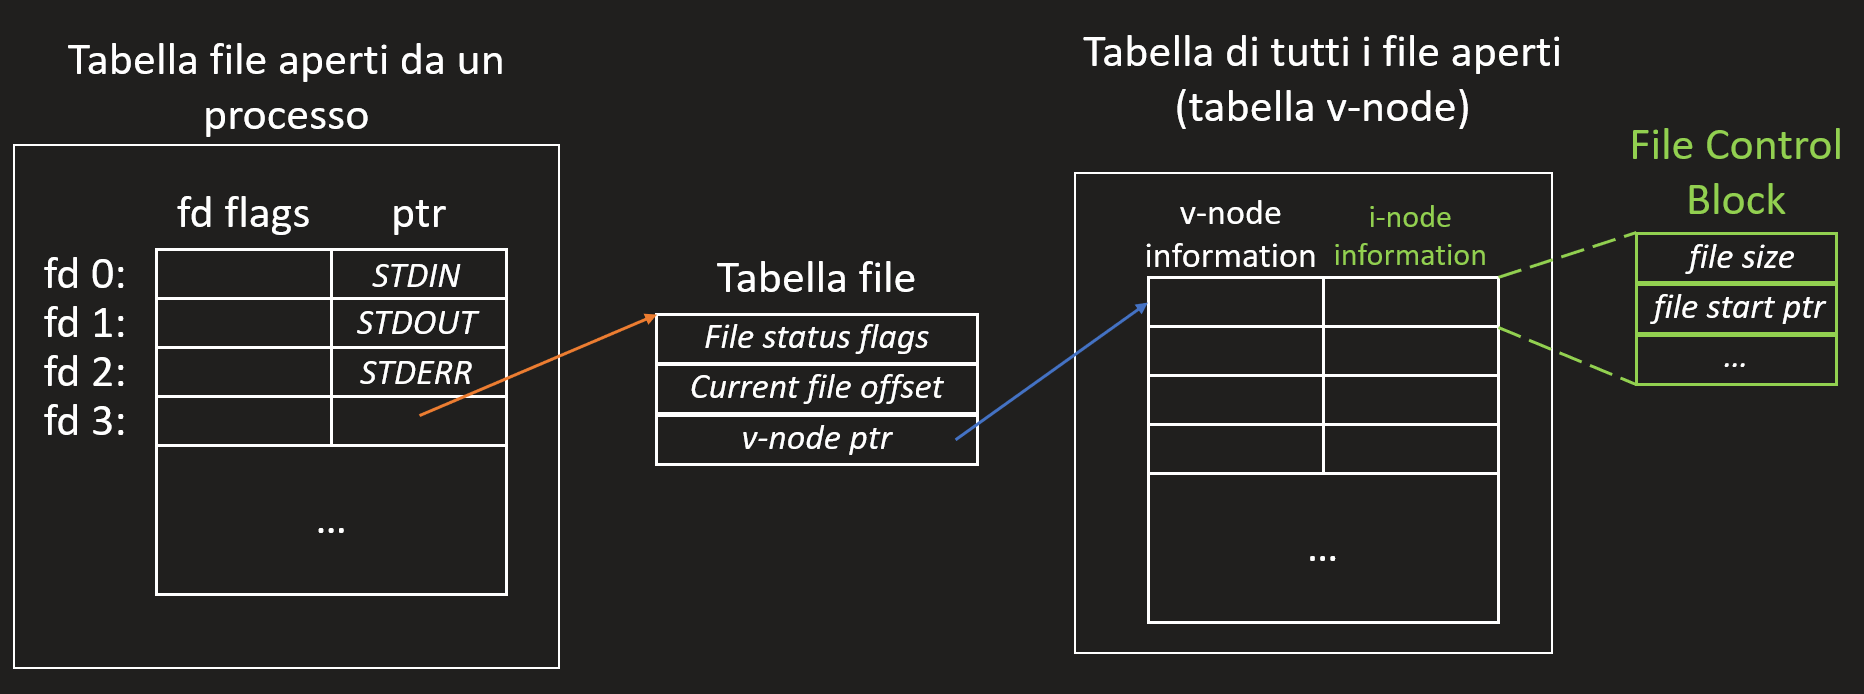 Tabella file aperti da un
processo
fd flags
ptr
fd 0:
STDIN
fd 1:
STDOUT
fd 2:
STDERR
fd 3:
...
Tabella file
File status flags
Current file offset
v-node ptr
Tabella di tutti i file aperti
(tabella v-node)
v-node
information
i-node
information
...
File Control
Block
file size
file start ptr
...